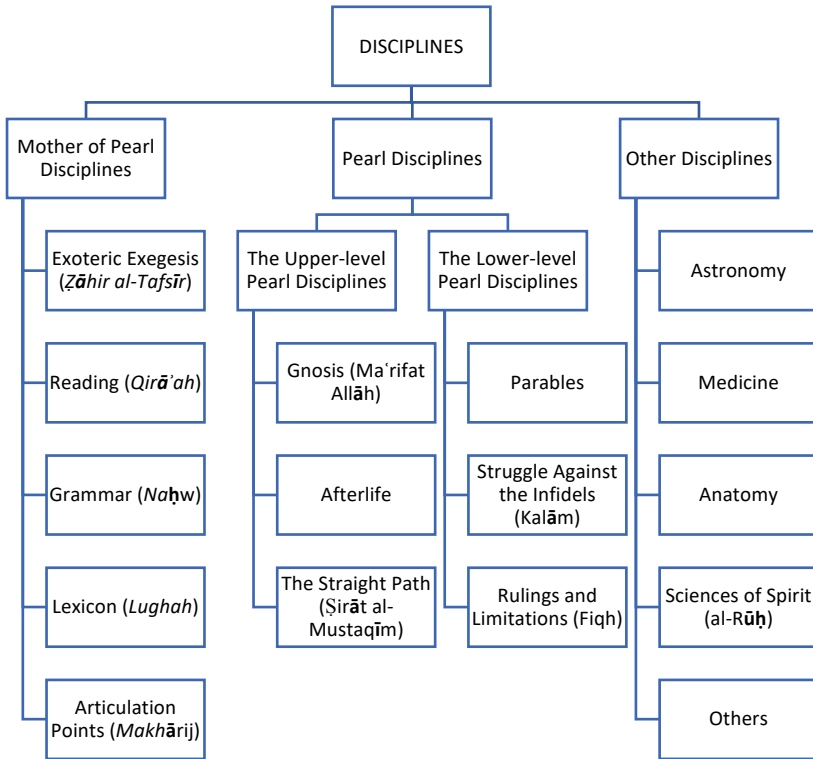 DISCIPLINES
Mother of Pearl
Disciplines
Exoteric Exegesis
(Ẓāhir al-Tafsīr)
Reading (Qirāʾah)
Grammar (Naḥw)
Lexicon (Lughah)
Articulation
Points (Makhārij)
Pearl Disciplines
The Upper-level
Pearl Disciplines
Gnosis (Maʿrifat
Allāh)
Afterlife
The Straight Path
(Ṣirāt al-
Mustaqīm)
The Lower-level
Pearl Disciplines
Parables
Struggle Against
the Infidels
(Kalām)
Rulings and
Limitations (Fiqh)
Other Disciplines
Astronomy
Medicine
Anatomy
Sciences of Spirit
(al-Rūḥ)
Others